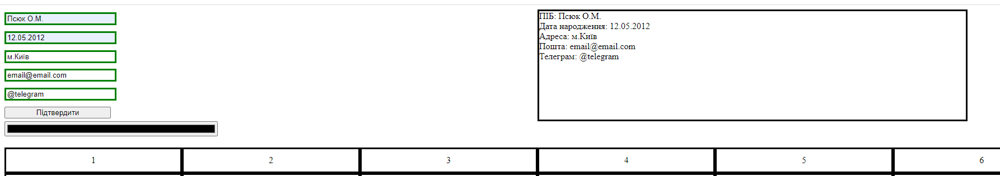 Псюк О.М.
12.05.2012
м.Київ
email@email.com
@telegram
Підтвердити
ПІБ: Псюк О.М.
Дата народження: 12.05.2012
Адреса: м.Київ
Пошта: email@email.com
Телеграм: @telegram
1 2 3 4 5 6